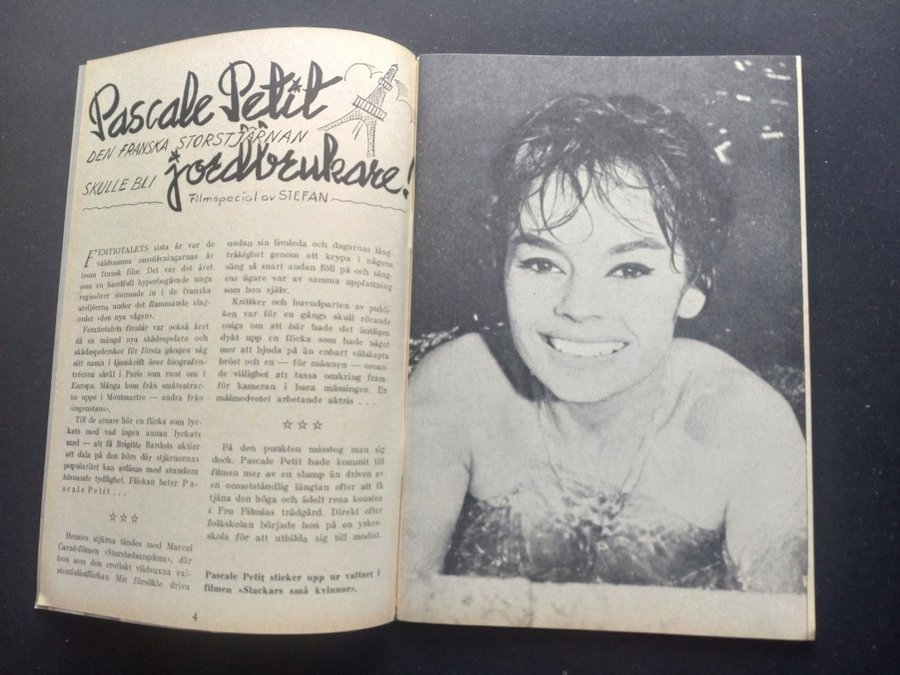 Pascale Petit
DEN FRANSKA STORSTJÄRNAN
SKULLE BLI jordbrukare!
Filmspecial av STEFAN
FEMTIOTALETS sista år var de
våldsamma omvälvningarnas år
inom fransk film. Det var det året
som en handfull hyperbegåvade unga
regissörer stormade in i de franska
ateljéerna under det flammande slag-
ordet »den nya vågen».
Femtiotalets finalår var också året
då en mängd nya skådespelare och
skådespelerskor för första gången såg
sitt namn i ljusskrift över biografen-
tréerna såväl i Paris som runt om i
Europa. Många kom från småteatrar-
na uppe i Montmartre — andra från
»ingenstans».
Till de senare hör en flicka som lyc-
kats med vad ingen annan lyckats
med — att få Brigitte Bardots aktier
att dala på den börs där stjärnornas
popularitet kan avläsas med stundom
hisnande tydlighet. Flickan heter Pa-
scale Petit . . .
☆☆☆
Hennes stjärna tändes med Marcel
Carné-filmen »Storstadsungdom», där
hon som den erotiskt vildvuxna exi-
stentialistflickan Mic försökte driva
undan sin livsleda och dagarnas lång-
tråkighet genom att krypa i någons
säng så snart andan föll på och säng-
ens ägare var av samma uppfattning
som hon själv.
Kritiker och huvudparten av publi-
ken var för en gångs skull rörande
eniga om att här hade det äntligen
dykt upp en flicka som hade något
mer att bjuda på än enbart välskapta
bröst och en — för männen — oroan-
de villighet att tassa omkring fram-
för kameran i bara mässingen. En
målmedvetet arbetande aktris . . .
☆☆☆
På den punkten misstog man sig
dock. Pascale Petit hade kommit till
filmen mer av en slump än driven av
en oemotståndlig längtan efter att få
tjäna den höga och ädelt rena konsten
i Fru Filmias trädgård. Direkt efter
folkskolan började hon på en yrkes-
skola för att utbilda sig till modist.
Pascale Petit sticker upp ur vattnet i
filmen »Stackars små kvinnor».
4